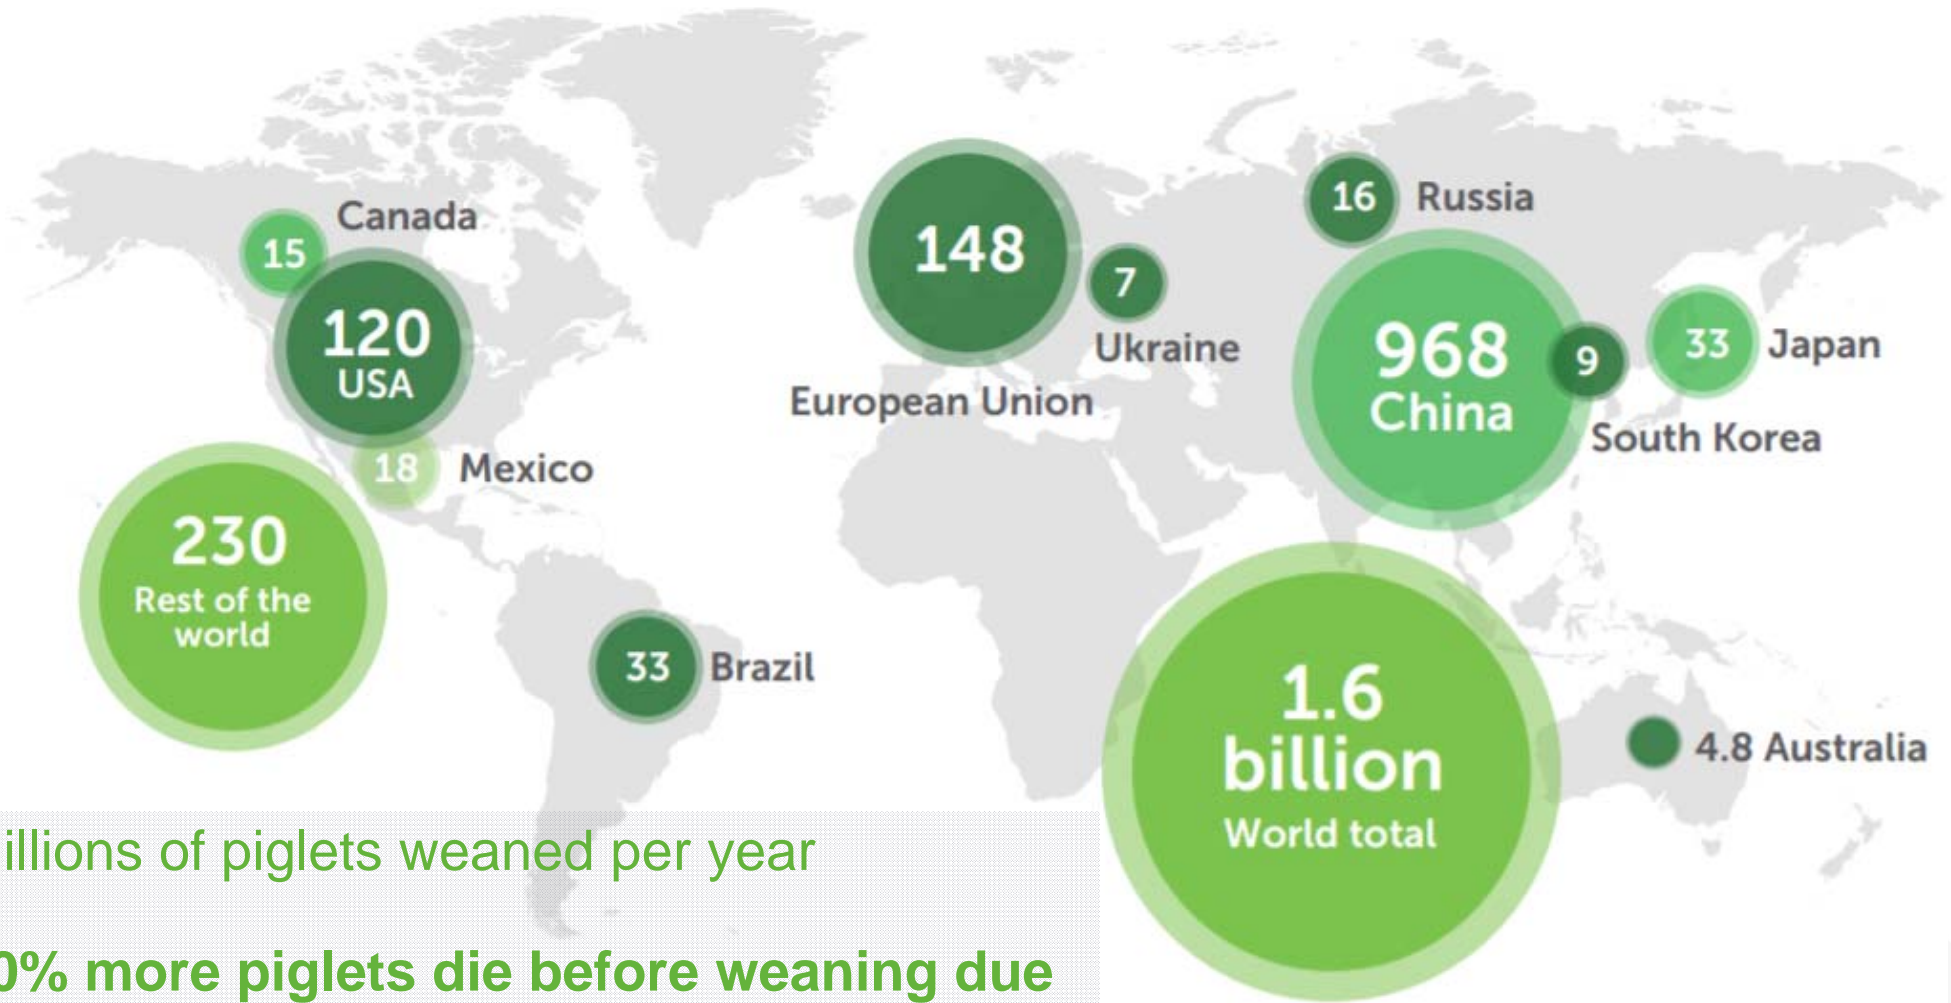 Canada
15
120
USA
18 Mexico
230
Rest of the
world
33 Brazil
148
European Union
7
Ukraine
16 Russia
968
China
9
South Korea
33 Japan
1.6
billion
World total
4.8 Australia
illions of piglets weaned per year
0% more piglets die before weaning due